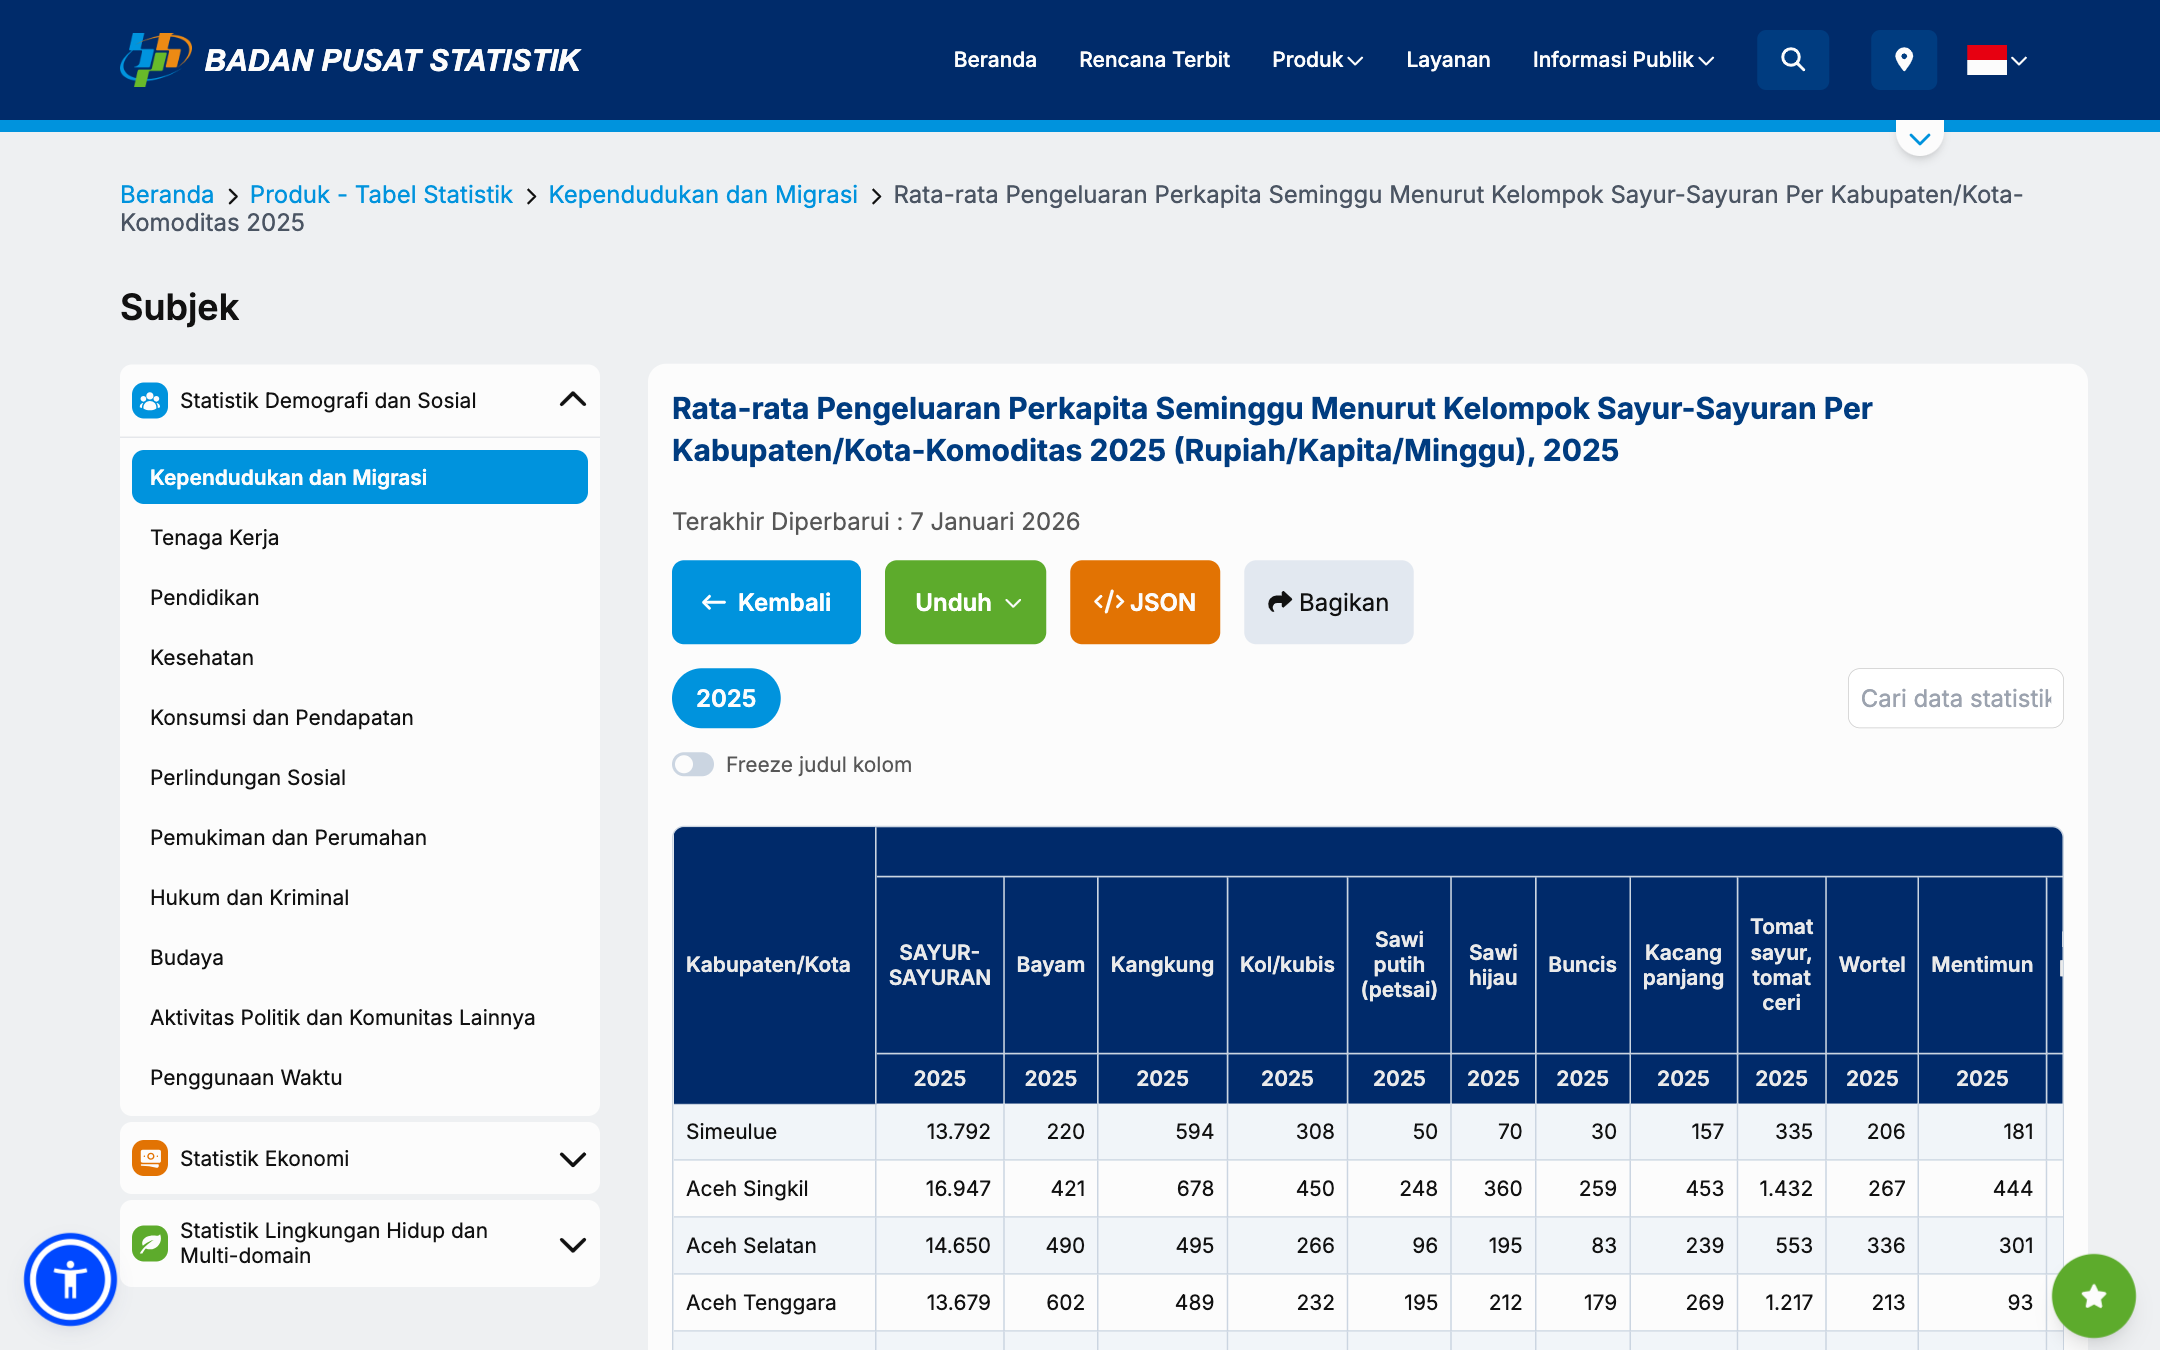 BADAN PUSAT STATISTIK
Beranda Rencana Terbit Produk Layanan Informasi Publik
Beranda > Produk - Tabel Statistik > Kependudukan dan Migrasi > Rata-rata Pengeluaran Perkapita Seminggu Menurut Kelompok Sayur-Sayuran Per Kabupaten/Kota-
Komoditas 2025
Subjek
Statistik Demografi dan Sosial
Kependudukan dan Migrasi
Tenaga Kerja
Pendidikan
Kesehatan
Konsumsi dan Pendapatan
Perlindungan Sosial
Pemukiman dan Perumahan
Hukum dan Kriminal
Budaya
Aktivitas Politik dan Komunitas Lainnya
Penggunaan Waktu
Statistik Ekonomi
Statistik Lingkungan Hidup dan
Multi-domain
Rata-rata Pengeluaran Perkapita Seminggu Menurut Kelompok Sayur-Sayuran Per
Kabupaten/Kota-Komoditas 2025 (Rupiah/Kapita/Minggu), 2025
Terakhir Diperbarui : 7 Januari 2026
Kembali Unduh </> JSON Bagikan
2025 Cari data statistik
Freeze judul kolom
Kabupaten/Kota SAYUR-SAYURAN Bayam Kangkung Kol/kubis Sawi putih (petsai) Sawi hijau Buncis Kacang panjang Tomat sayur, tomat ceri Wortel Mentimun
2025 2025 2025 2025 2025 2025 2025 2025 2025 2025 2025
Simeulue 13.792 220 594 308 50 70 30 157 335 206 181
Aceh Singkil 16.947 421 678 450 248 360 259 453 1.432 267 444
Aceh Selatan 14.650 490 495 266 96 195 83 239 553 336 301
Aceh Tenggara 13.679 602 489 232 195 212 179 269 1.217 213 93